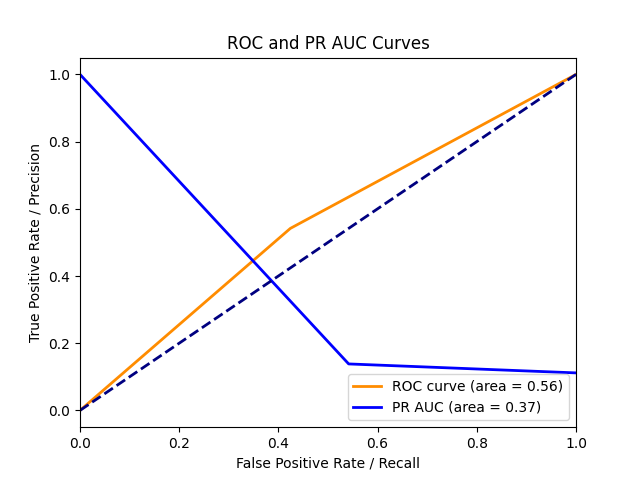 ROC and PR AUC Curves
True Positive Rate / Precision
1.0
0.8
0.6
0.4
0.2
0.0
ROC curve (area = 0.56)
PR AUC (area = 0.37)
0.0 0.2 0.4 0.6 0.8 1.0
False Positive Rate / Recall